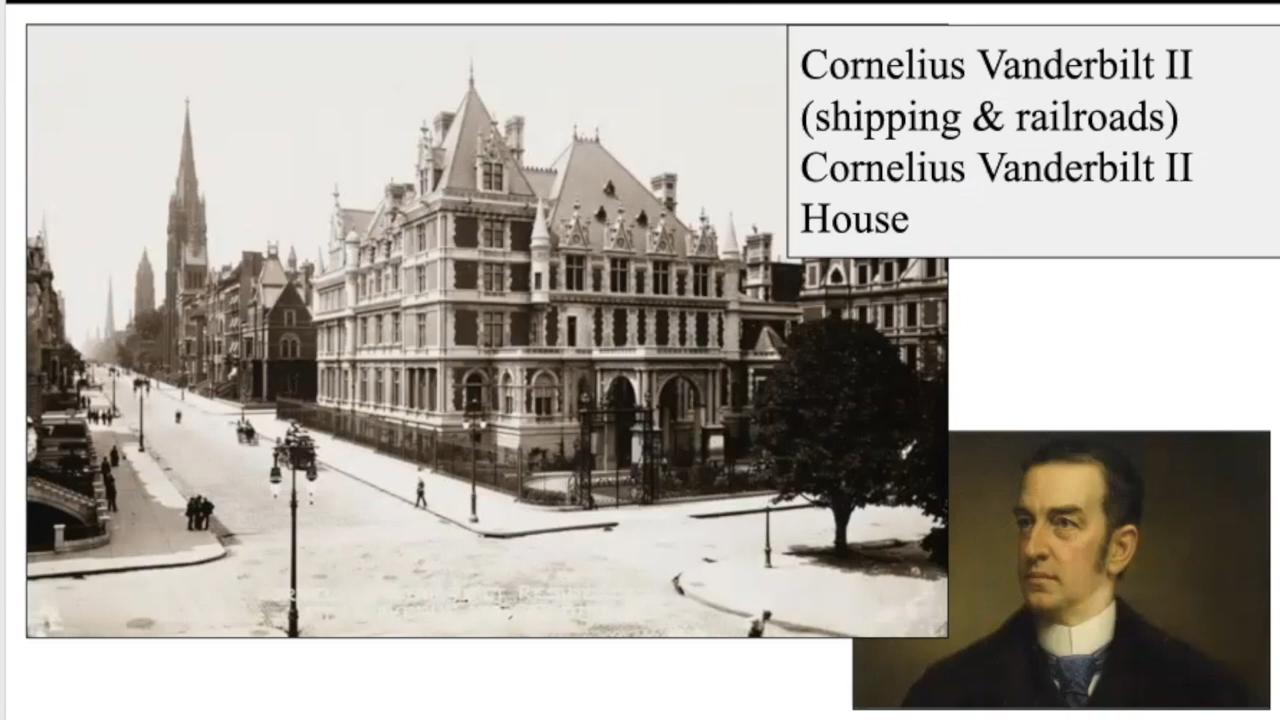 Cornelius Vanderbilt II
(shipping & railroads)
Cornelius Vanderbilt II
House